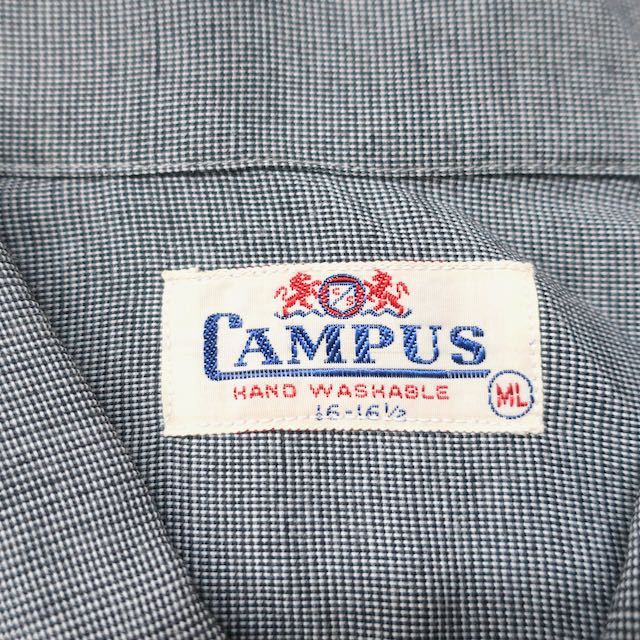 CAMPUS
HAND WASHABLE
ML
16-16½